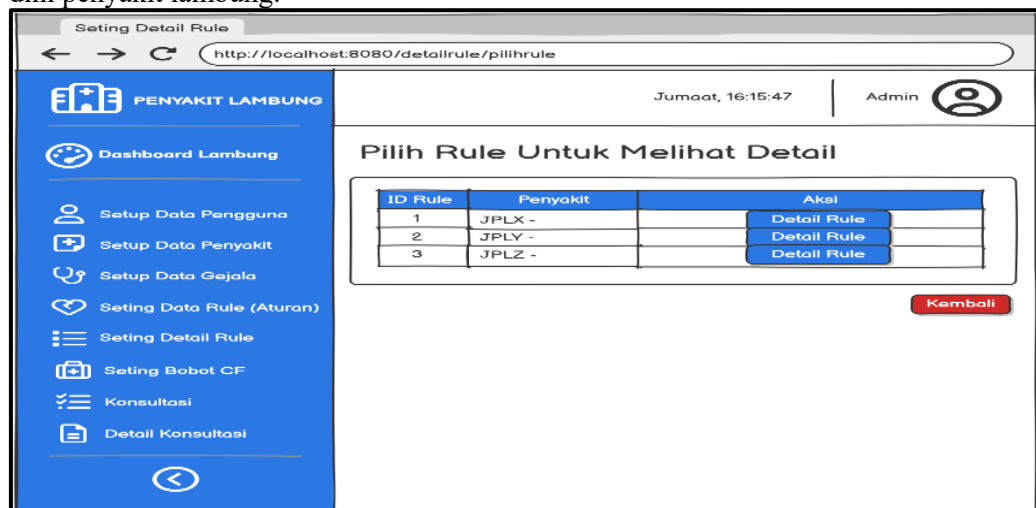 Seting Detail Rule
http://localhost:8080/detailrule/pilihrule
PENYAKIT LAMBUNG
Jumaat, 16:15:47
Admin
Dashboard Lambung
Setup Data Pengguna
Setup Data Penyakit
Setup Data Gejala
Seting Data Rule (Aturan)
Seting Detail Rule
Seting Bobot CF
Konsultasi
Detail Konsultasi
Pilih Rule Untuk Melihat Detail
ID Rule Penyakit Aksi
1 JPLX - Detail Rule
2 JPLY - Detail Rule
3 JPLZ - Detail Rule
Kembali